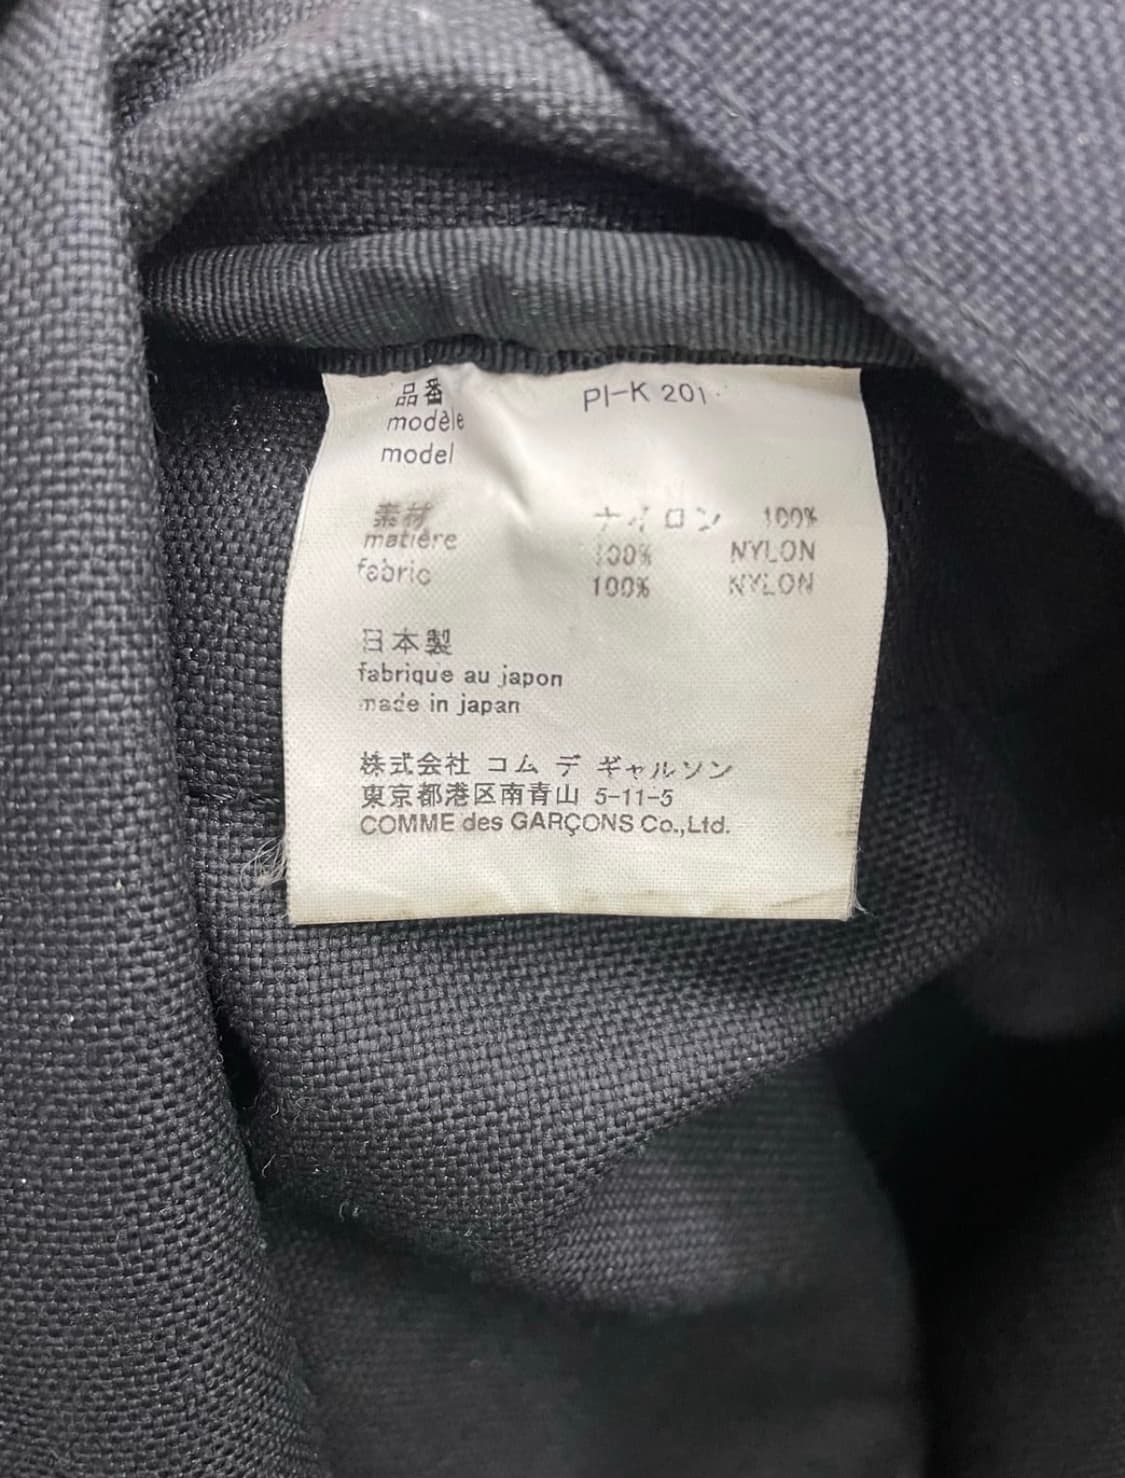 品番 PI-K 201
modèle
model
素材 ナイロン 100%
matière 100% NYLON
fabric 100% NYLON
日本製
fabrique au japon
made in japan
株式会社 コム デ ギャルソン
東京都港区南青山 5-11-5
COMME des GARÇONS Co.,Ltd.